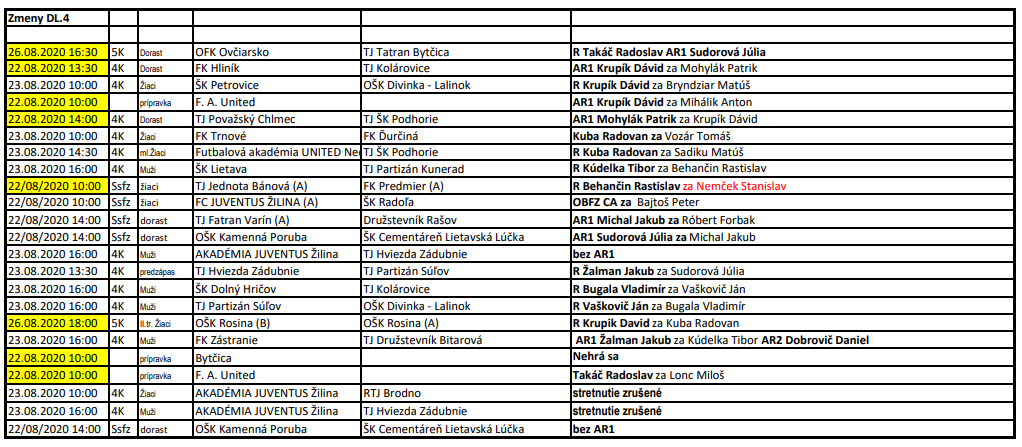 Zmeny DL.4
26.08.2020 16:30 5K Dorast OFK Ovčiarsko TJ Tatran Bytčica R Takáč Radoslav AR1 Sudorová Júlia
22.08.2020 13:30 4K Dorast FK Hliník TJ Kolárovice AR1 Krupík Dávid za Mohylák Patrik
23.08.2020 10:00 4K Žiaci ŠK Petrovice OŠK Divinka - Lalinok R Krupík Dávid za Bryndziar Matúš
22.08.2020 10:00 prípravka F. A. United AR1 Krupík Dávid za Mihálik Anton
22.08.2020 14:00 4K Dorast TJ Považský Chlmec TJ ŠK Podhorie AR1 Mohylák Patrik za Krupík Dávid
23.08.2020 10:00 4K Žiaci FK Trnové FK Ďurčiná Kuba Radovan za Vozár Tomáš
23.08.2020 14:30 4K ml.Žiaci Futbalová akadémia UNITED Ne TJ ŠK Podhorie R Kuba Radovan za Sadiku Matúš
23.08.2020 16:00 4K Muži ŠK Lietava TJ Partizán Kunerad R Kúdelka Tibor za Behančin Rastislav
22/08/2020 10:00 Ssfz žiaci TJ Jednota Bánová (A) FK Predmier (A) R Behančin Rastislav za Nemček Stanislav
22/08/2020 10:00 Ssfz žiaci FC JUVENTUS ŽILINA (A) ŠK Radoľa OBFZ CA za Bajtoš Peter
22/08/2020 14:00 Ssfz dorast TJ Fatran Varín (A) Družstevník Rašov AR1 Michal Jakub za Róbert Forbak
22/08/2020 14:00 Ssfz dorast OŠK Kamenná Poruba ŠK Cementáreň Lietavská Lúčka AR1 Sudorová Júlia za Michal Jakub
23.08.2020 16:00 4K Muži AKADÉMIA JUVENTUS Žilina TJ Hviezda Zádubnie bez AR1
23.08.2020 13:30 4K predzápas TJ Hviezda Zádubnie TJ Partizán Súľov R Žalman Jakub za Sudorová Júlia
23.08.2020 16:00 4K Muži ŠK Dolný Hričov TJ Kolárovice R Bugala Vladimír za Vaškovič Ján
23.08.2020 16:00 4K Muži TJ Partizán Súľov OŠK Divinka - Lalinok R Vaškovič Ján za Bugala Vladimír
26.08.2020 18:00 5K II.tr. Žiaci OŠK Rosina (B) OŠK Rosina (A) R Krupik David za Kuba Radovan
23.08.2020 16:00 4K Muži FK Zástranie TJ Družstevník Bitarová AR1 Žalman Jakub za Kúdelka Tibor AR2 Dobrovič Daniel
22.08.2020 10:00 prípravka Bytčica Nehrá sa
22.08.2020 10:00 prípravka F. A. United Takáč Radoslav za Lonc Miloš
23.08.2020 10:00 4K Žiaci AKADÉMIA JUVENTUS Žilina RTJ Brodno stretnutie zrušené
23.08.2020 16:00 4K Muži AKADÉMIA JUVENTUS Žilina TJ Hviezda Zádubnie stretnutie zrušené
22/08/2020 14:00 Ssfz dorast OŠK Kamenná Poruba ŠK Cementáreň Lietavská Lúčka bez AR1